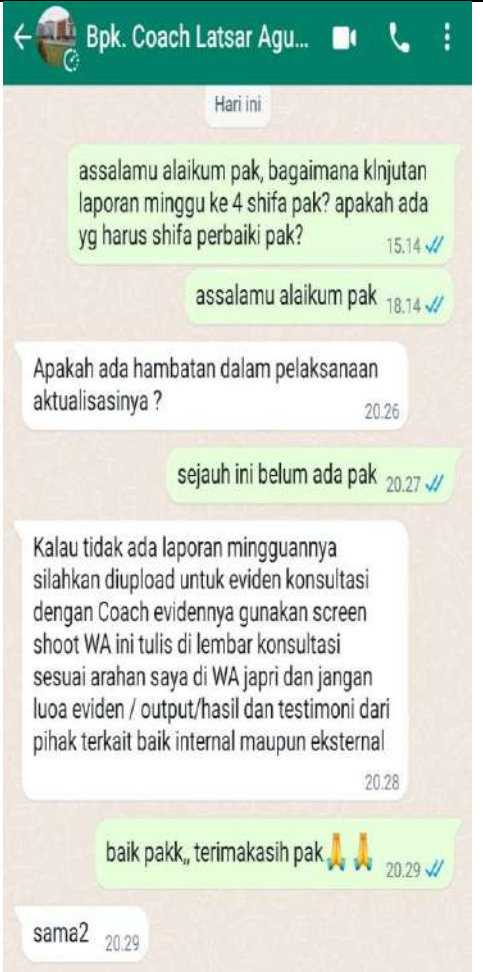 Bpk. Coach Latsar Agu...
Hari ini
assalamu alaikum pak, bagaimana klnjutan
laporan minggu ke 4 shifa pak? apakah ada
yg harus shifa perbaiki pak?
15.14
assalamu alaikum pak 18.14
Apakah ada hambatan dalam pelaksanaan
aktualisasinya ?
20.26
sejauh ini belum ada pak 20.27
Kalau tidak ada laporan mingguannya
silahkan diupload untuk eviden konsultasi
dengan Coach evidennya gunakan screen
shoot WA ini tulis di lembar konsultasi
sesuai arahan saya di WA japri dan jangan
luoa eviden / output/hasil dan testimoni dari
pihak terkait baik internal maupun eksternal
20.28
baik pakk,, terimakasih pak🙏🙏 20.29
sama2 20.29